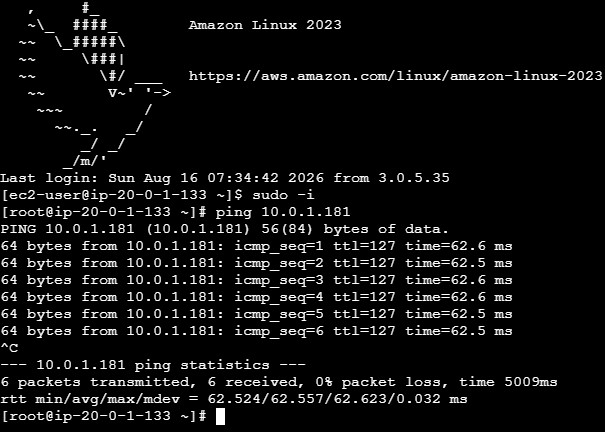 ,     #_
   ~\_  ####_        Amazon Linux 2023
  ~~  \_#####\
  ~~     \###|
  ~~       \#/ ___   https://aws.amazon.com/linux/amazon-linux-2023
   ~~       V~' '->
    ~~~         /
      ~~._.   _/
         _/ _/
       _/m/'
Last login: Sun Aug 16 07:34:42 2026 from 3.0.5.35
[ec2-user@ip-20-0-1-133 ~]$ sudo -i
[root@ip-20-0-1-133 ~]# ping 10.0.1.181
PING 10.0.1.181 (10.0.1.181) 56(84) bytes of data.
64 bytes from 10.0.1.181: icmp_seq=1 ttl=127 time=62.6 ms
64 bytes from 10.0.1.181: icmp_seq=2 ttl=127 time=62.5 ms
64 bytes from 10.0.1.181: icmp_seq=3 ttl=127 time=62.6 ms
64 bytes from 10.0.1.181: icmp_seq=4 ttl=127 time=62.6 ms
64 bytes from 10.0.1.181: icmp_seq=5 ttl=127 time=62.5 ms
64 bytes from 10.0.1.181: icmp_seq=6 ttl=127 time=62.5 ms
^C
--- 10.0.1.181 ping statistics ---
6 packets transmitted, 6 received, 0% packet loss, time 5009ms
rtt min/avg/max/mdev = 62.524/62.557/62.623/0.032 ms
[root@ip-20-0-1-133 ~]#